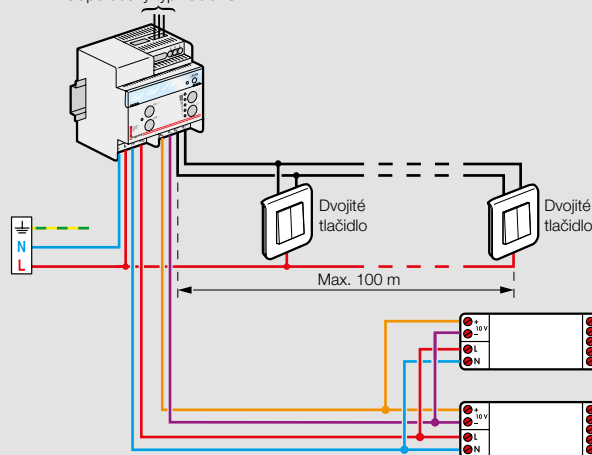 Dvojité
tlačidlo
Dvojité
tlačidlo
N
L
Max. 100 m
+
10 V
−
L
N
+
10 V
−
L
N